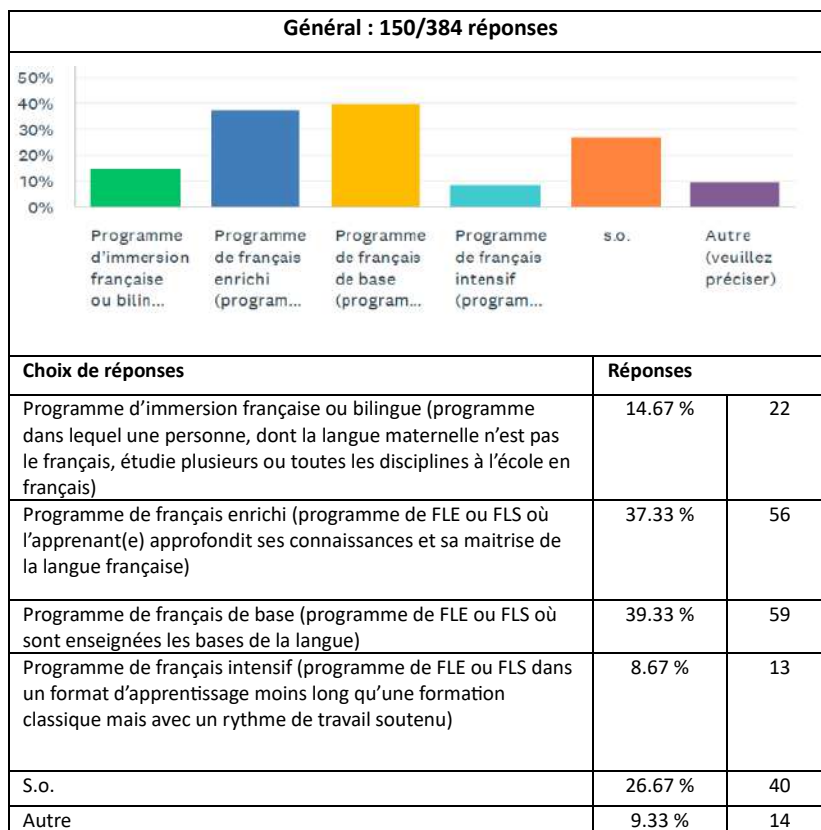 Général : 150/384 réponses
50%
40%
30%
20%
10%
0%
Programme d'immersion française ou bilin...
Programme de français enrichi (program...
Programme de français de base (program...
Programme de français intensif (program...
s.o.
Autre (veuillez préciser)
Choix de réponses Réponses
Programme d'immersion française ou bilingue (programme
dans lequel une personne, dont la langue maternelle n'est pas
le français, étudie plusieurs ou toutes les disciplines à l'école en
français)
14.67 % 22
Programme de français enrichi (programme de FLE ou FLS où
l'apprenant(e) approfondit ses connaissances et sa maitrise de
la langue française)
37.33 % 56
Programme de français de base (programme de FLE ou FLS où
sont enseignées les bases de la langue)
39.33 % 59
Programme de français intensif (programme de FLE ou FLS dans
un format d'apprentissage moins long qu'une formation
classique mais avec un rythme de travail soutenu)
8.67 % 13
S.o. 26.67 % 40
Autre 9.33 % 14